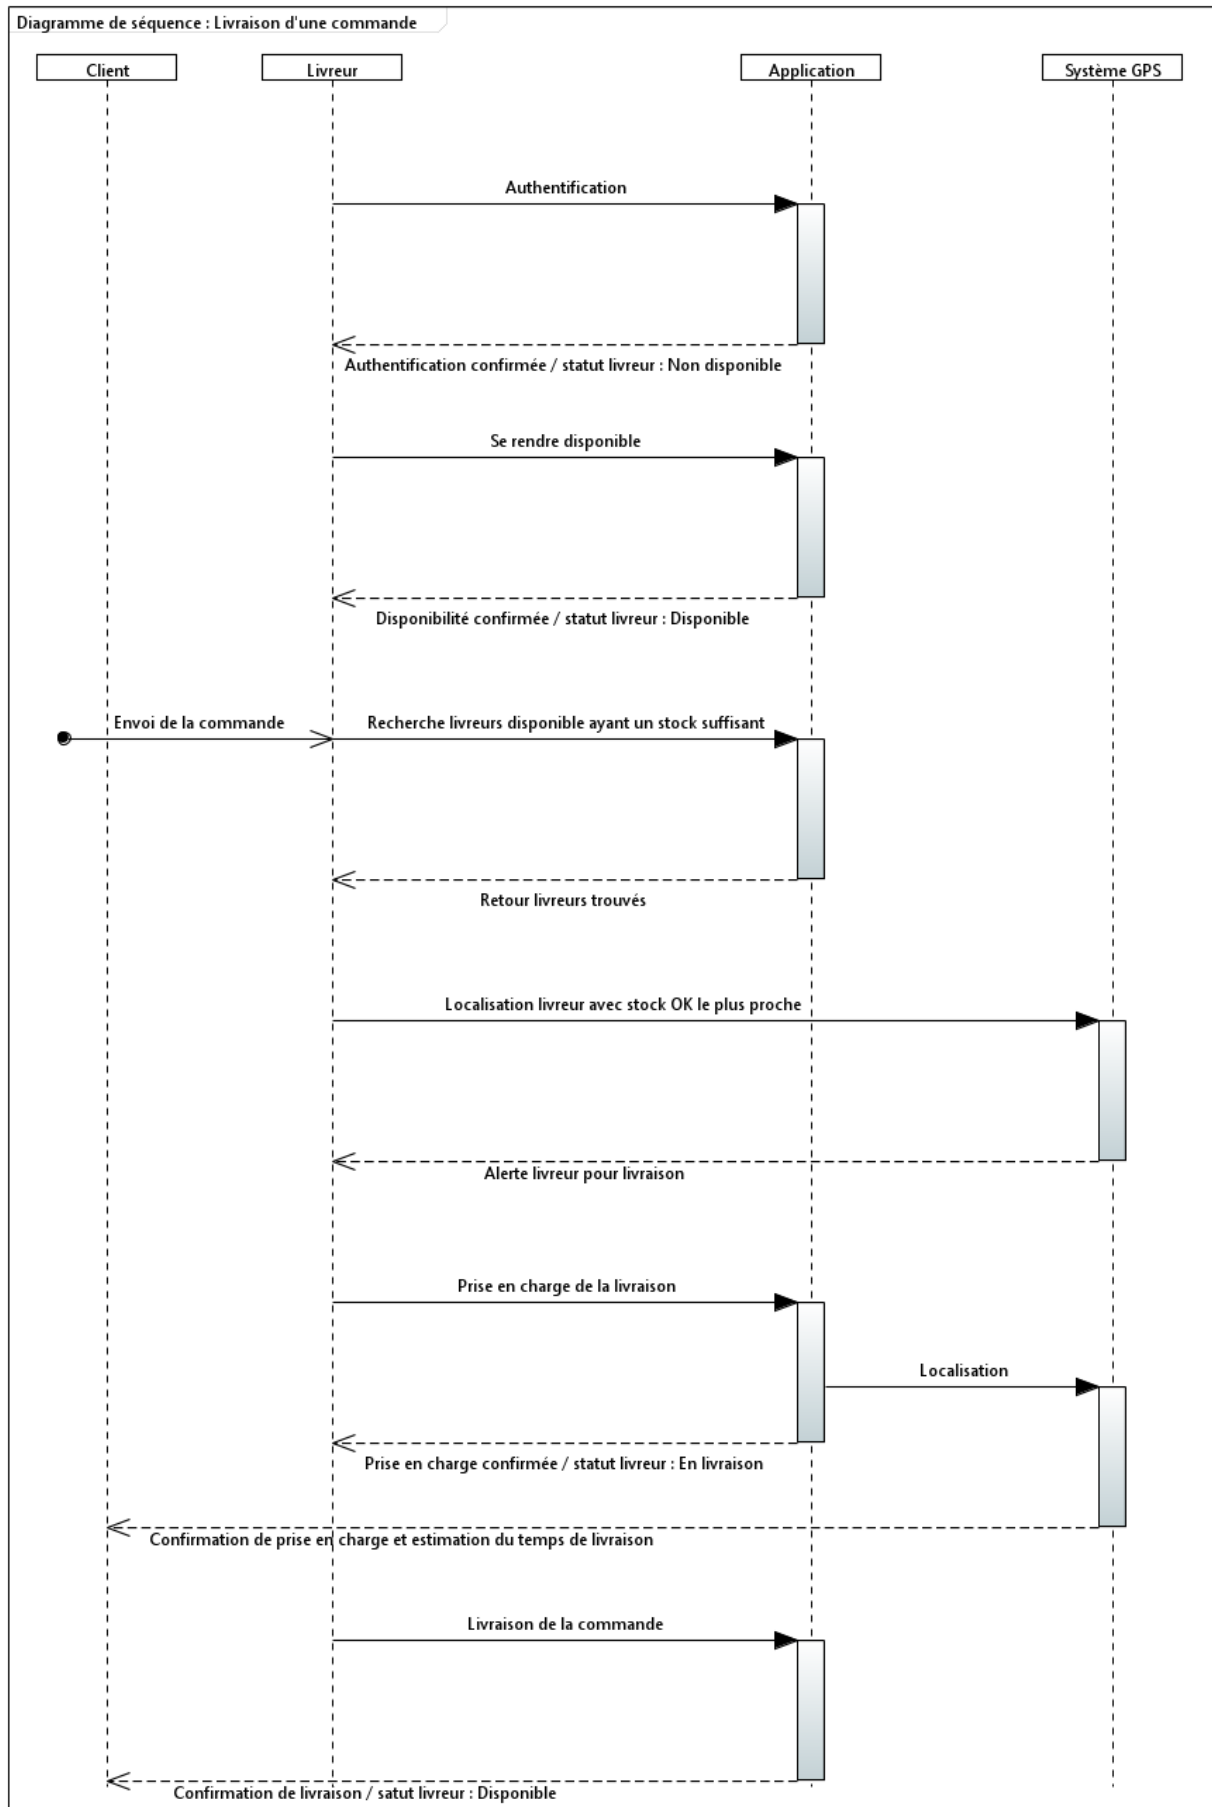 Diagramme de séquence : Livraison d'une commande
Client
Livreur
Application
Système GPS
Authentification
Authentification confirmée / statut livreur : Non disponible
Se rendre disponible
Disponibilité confirmée / statut livreur : Disponible
Envoi de la commande
Recherche livreurs disponible ayant un stock suffisant
Retour livreurs trouvés
Localisation livreur avec stock OK le plus proche
Alerte livreur pour livraison
Prise en charge de la livraison
Localisation
Prise en charge confirmée / statut livreur : En livraison
Confirmation de prise en charge et estimation du temps de livraison
Livraison de la commande
Confirmation de livraison / satut livreur : Disponible